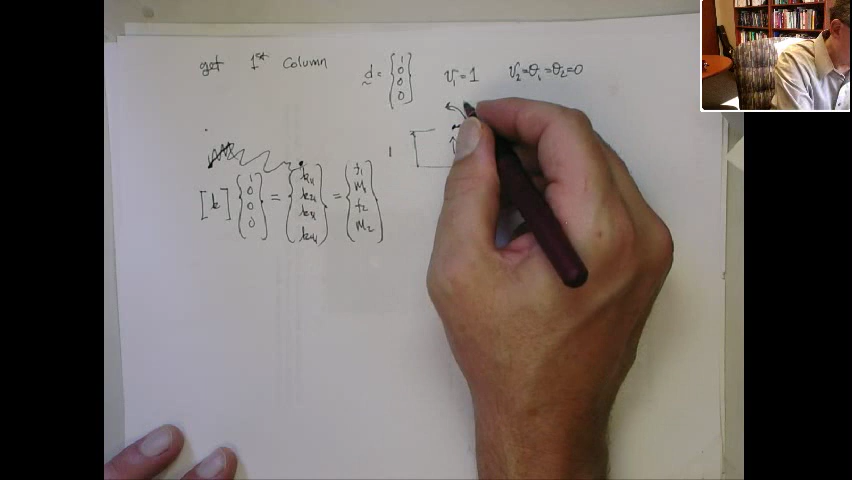 get 1st Column
d = {1 0 0 0} v1 = 1 v2 = θ1 = θ2 = 0
[k] {1 0 0 0} = {k11 k21 k31 k41} = {f1 M1 f2 M2}
1